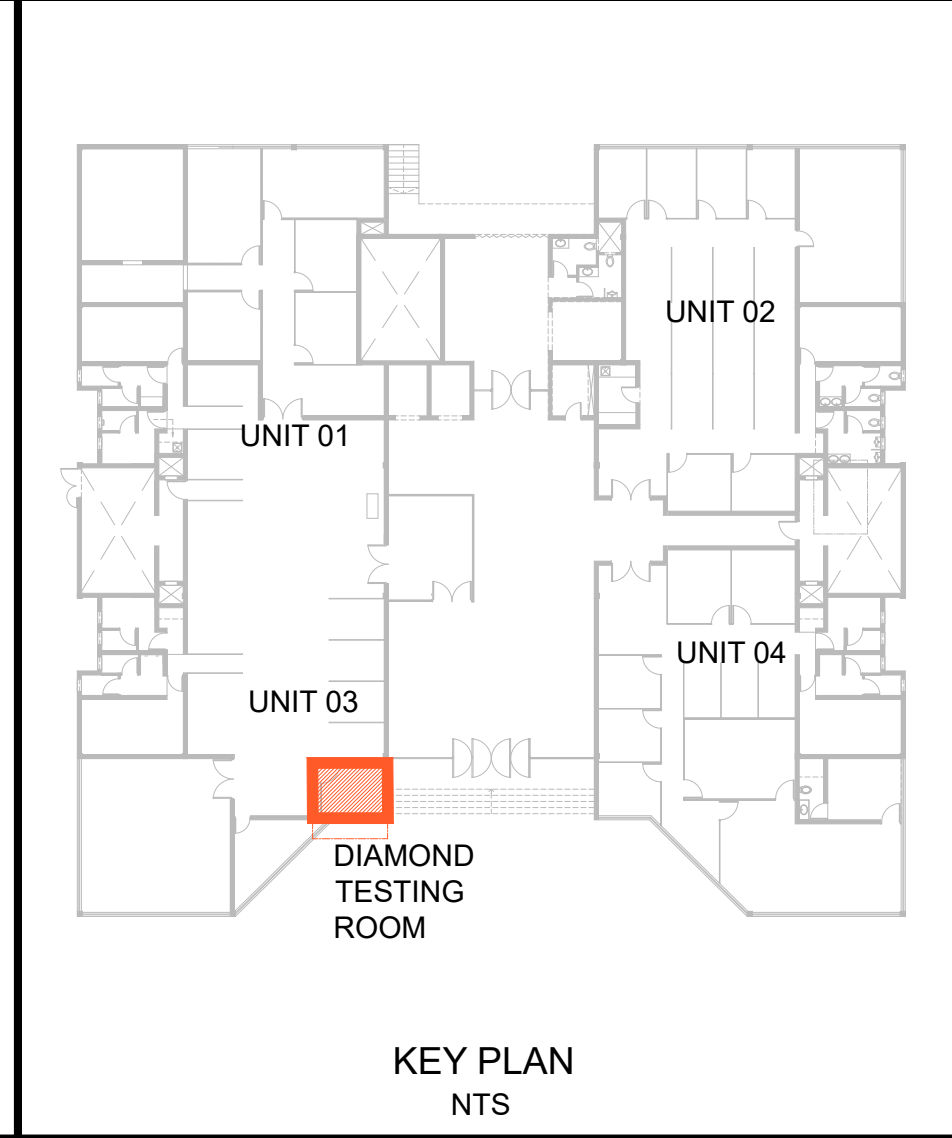 UNIT 02
UNIT 01
UNIT 04
UNIT 03
DIAMOND
TESTING
ROOM
KEY PLAN
NTS